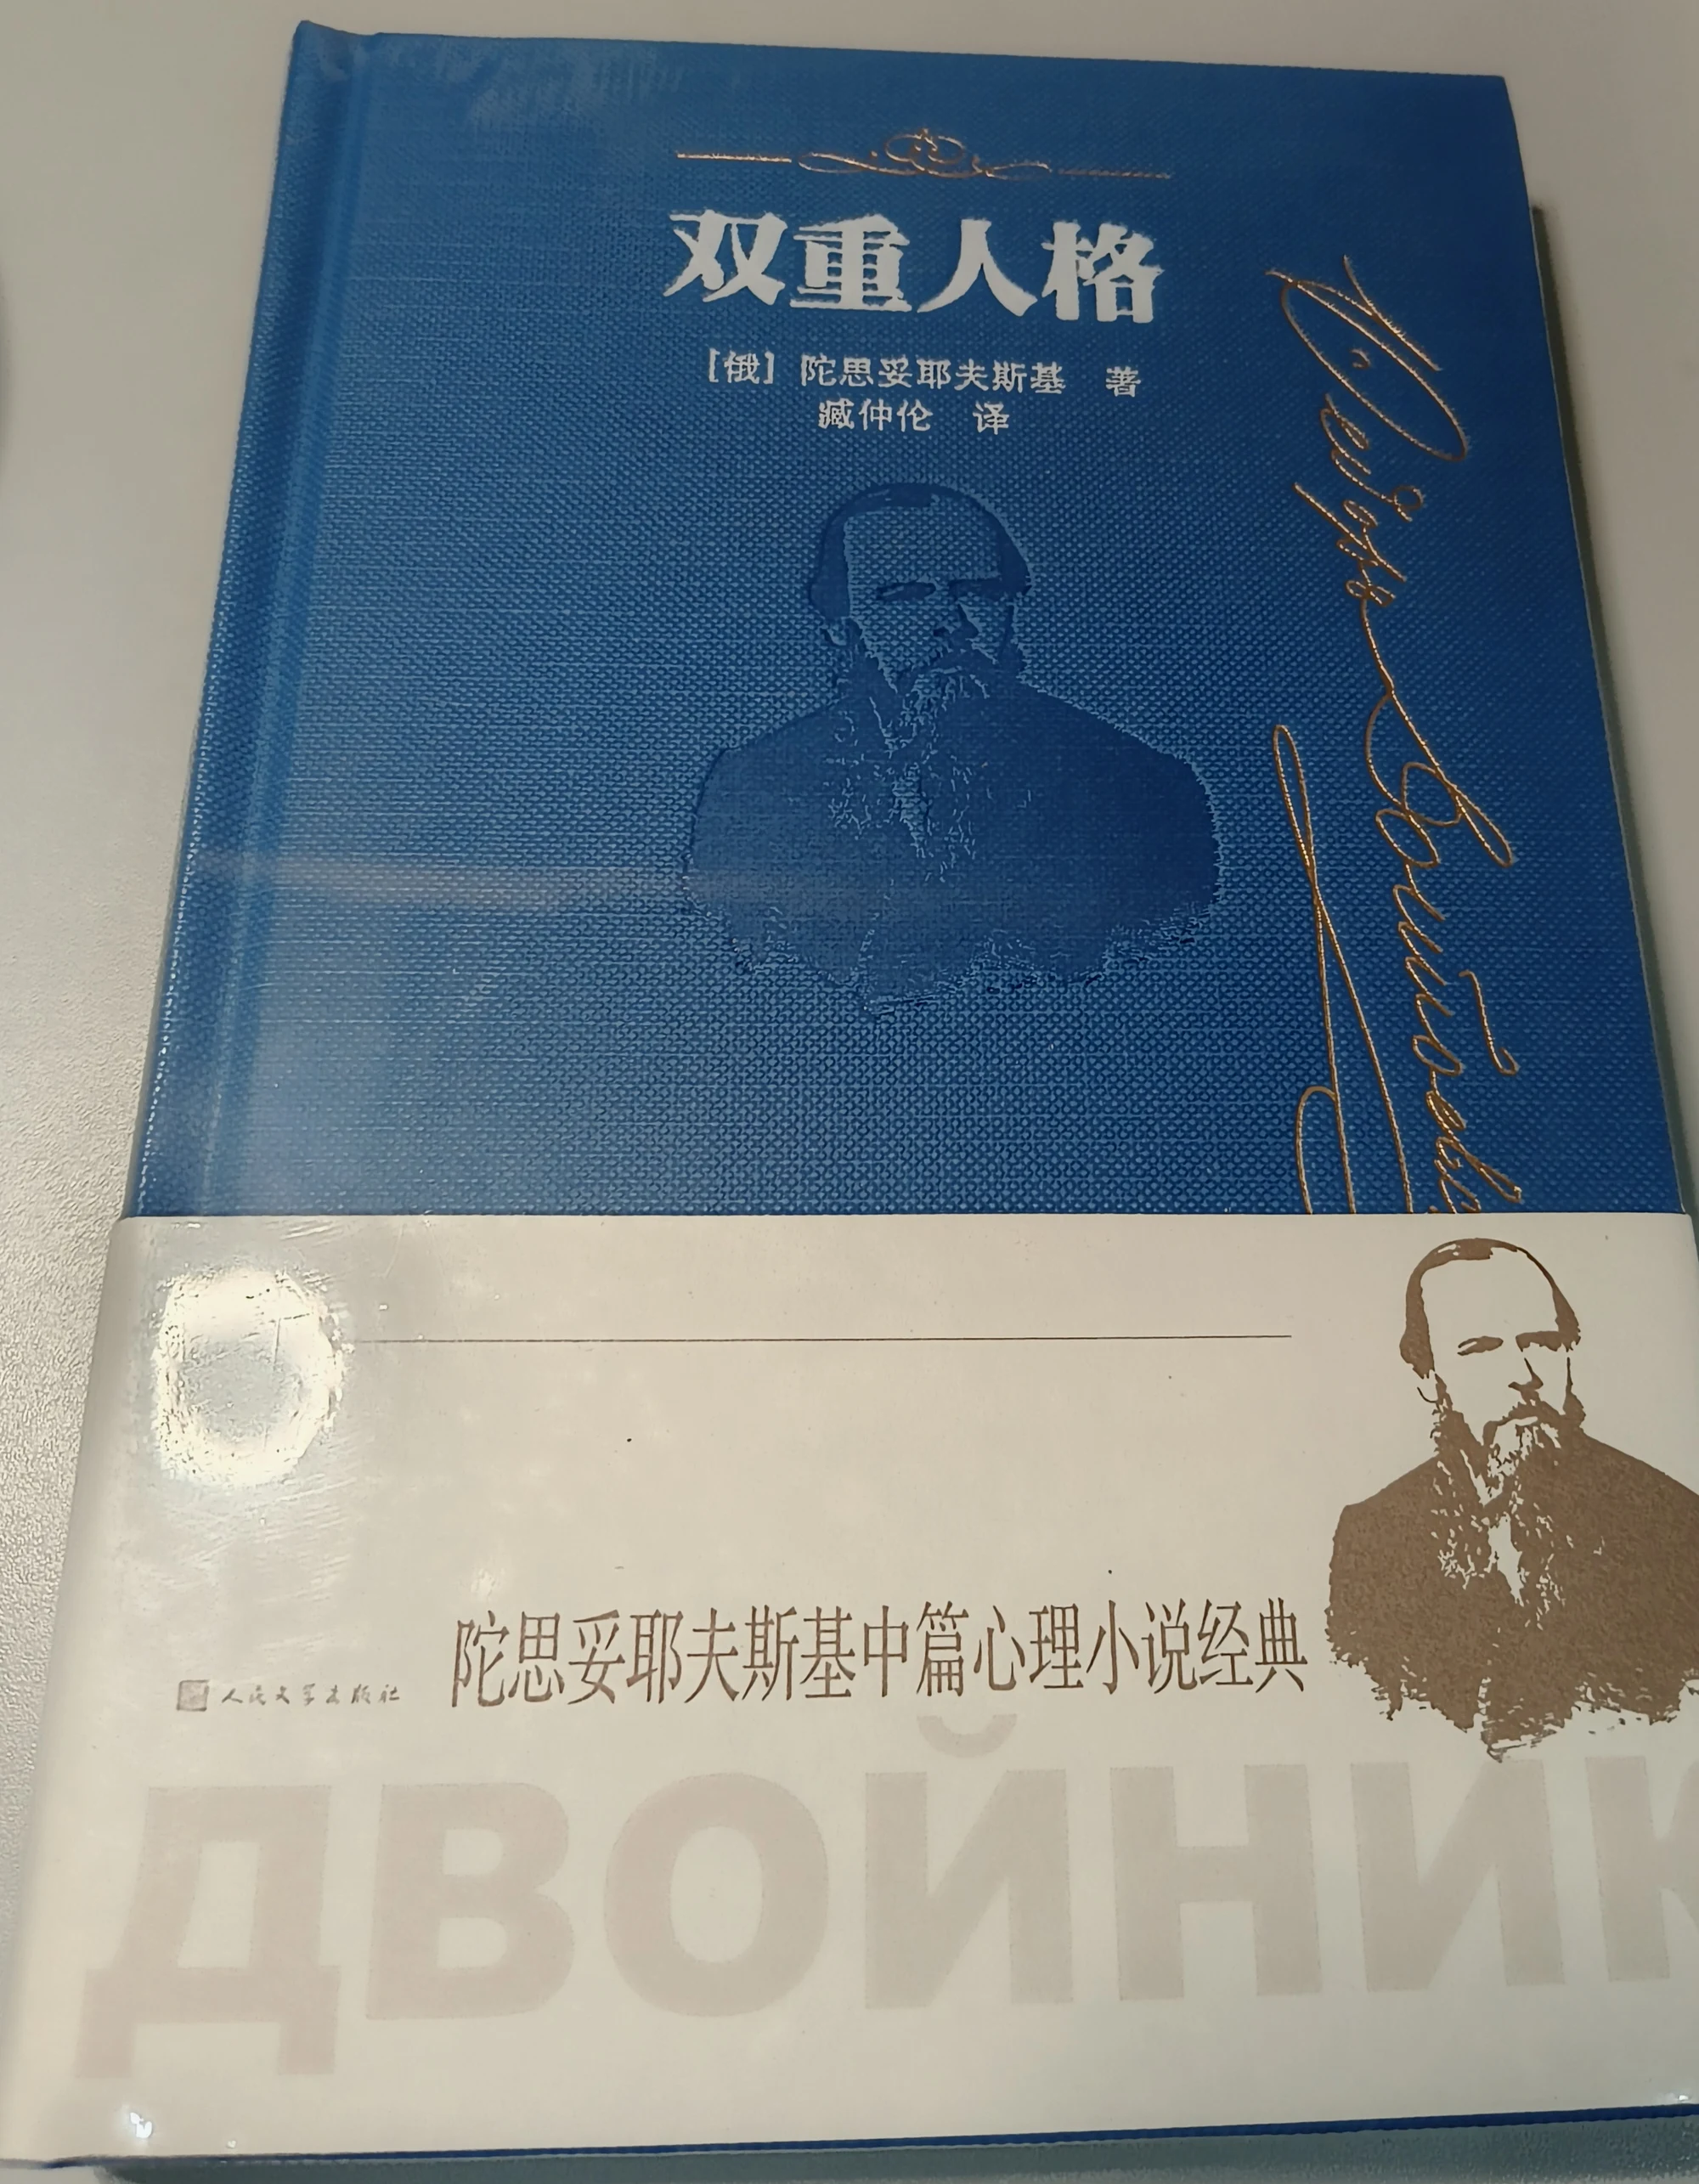 双重人格
[俄] 陀思妥耶夫斯基 著
臧仲伦 译
陀思妥耶夫斯基中篇心理小说经典
人民文学出版社
ДВОЙНИК